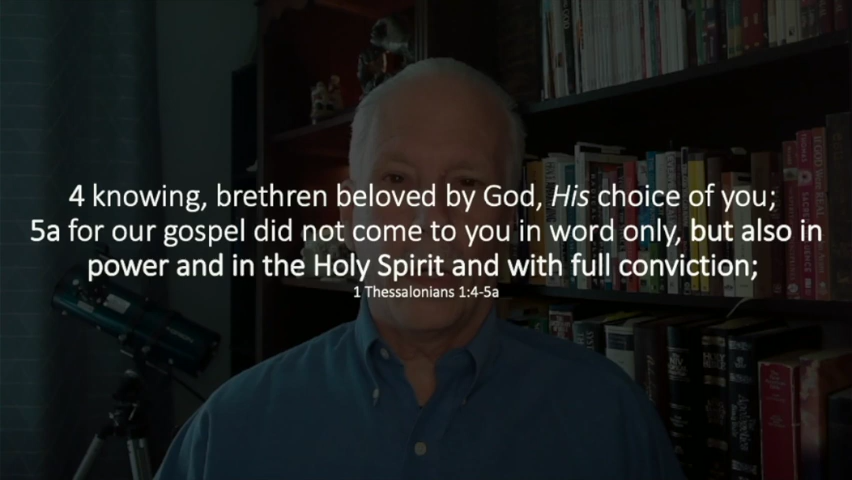 4 knowing, brethren beloved by God, His choice of you;
5a for our gospel did not come to you in word only, but also in
power and in the Holy Spirit and with full conviction;
1 Thessalonians 1:4-5a